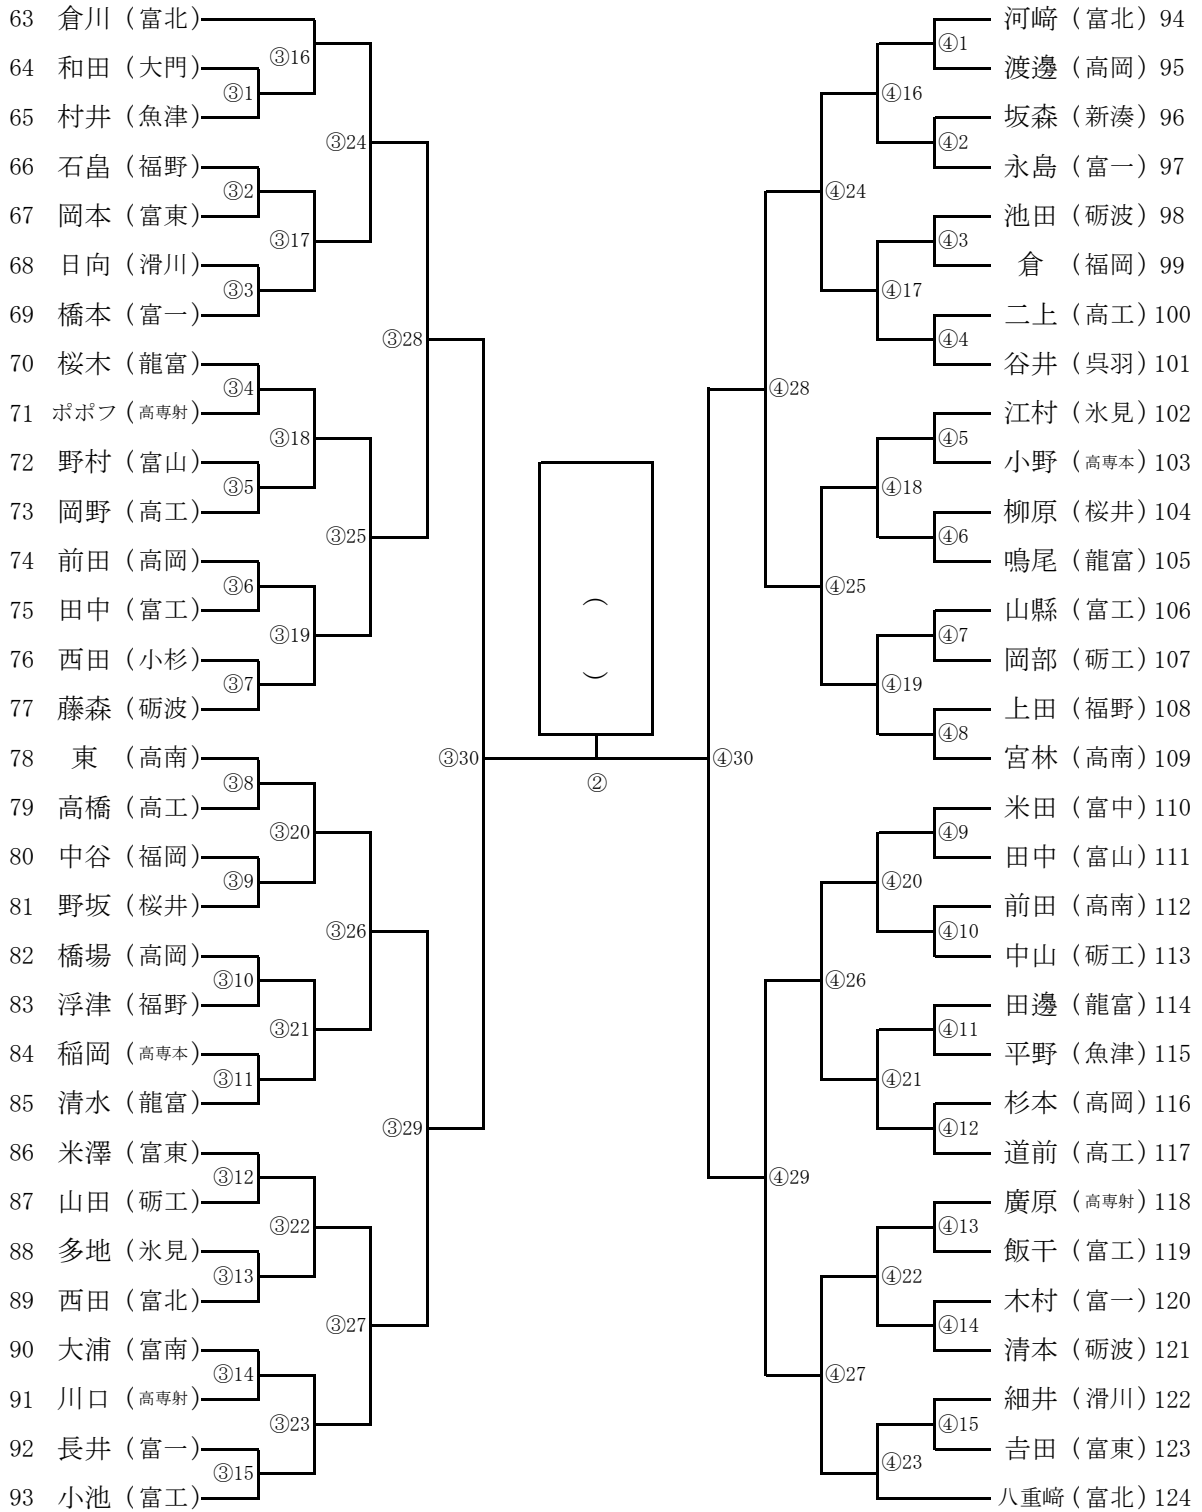 63 倉川（富北）
64 和田（大門）
65 村井（魚津）
66 石畠（福野）
67 岡本（富東）
68 日向（滑川）
69 橋本（富一）
70 桜木（龍富）
71 ポポフ（高専射）
72 野村（富山）
73 岡野（高工）
74 前田（高岡）
75 田中（富工）
76 西田（小杉）
77 藤森（砺波）
78 東　（高南）
79 高橋（高工）
80 中谷（福岡）
81 野坂（桜井）
82 橋場（高岡）
83 浮津（福野）
84 稲岡（高専本）
85 清水（龍富）
86 米澤（富東）
87 山田（砺工）
88 多地（氷見）
89 西田（富北）
90 大浦（富南）
91 川口（高専射）
92 長井（富一）
93 小池（富工）
③1
③2
③3
③4
③5
③6
③7
③8
③9
③10
③11
③12
③13
③14
③15
③16
③17
③18
③19
③20
③21
③22
③23
③24
③25
③26
③27
③28
③29
③30
（　）
②
④30
④28
④29
④24
④25
④26
④27
④16
④17
④18
④19
④20
④21
④22
④23
④1
④2
④3
④4
④5
④6
④7
④8
④9
④10
④11
④12
④13
④14
④15
河﨑（富北）94
渡邊（高岡）95
坂森（新湊）96
永島（富一）97
池田（砺波）98
倉　（福岡）99
二上（高工）100
谷井（呉羽）101
江村（氷見）102
小野（高専本）103
柳原（桜井）104
鳴尾（龍富）105
山縣（富工）106
岡部（砺工）107
上田（福野）108
宮林（高南）109
米田（富中）110
田中（富山）111
前田（高南）112
中山（砺工）113
田邊（龍富）114
平野（魚津）115
杉本（高岡）116
道前（高工）117
廣原（高専射）118
飯干（富工）119
木村（富一）120
清本（砺波）121
細井（滑川）122
𠮷田（富東）123
八重﨑（富北）124